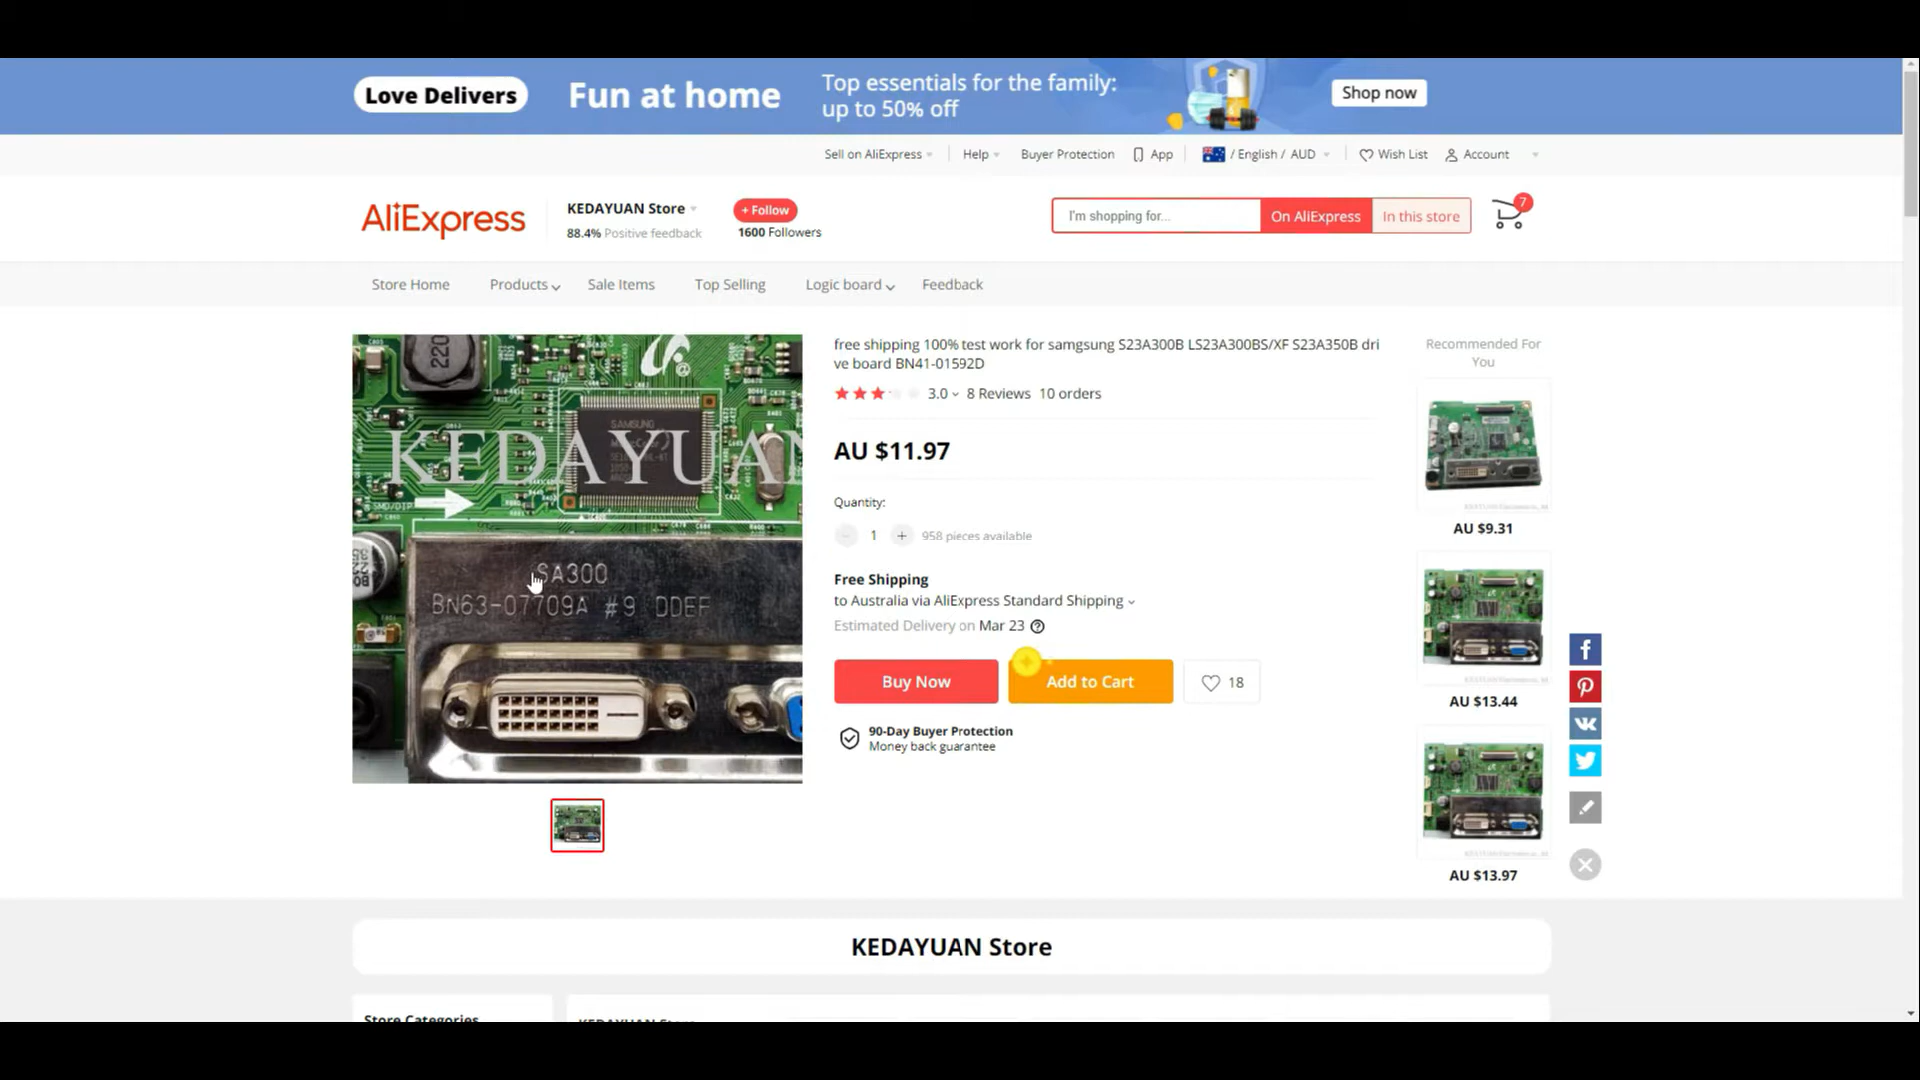 Love Delivers
Fun at home
Top essentials for the family:
up to 50% off
Shop now
Sell on AliExpress
Help
Buyer Protection
App
/ English / AUD
Wish List
Account
AliExpress
KEDAYUAN Store
88.4% Positive feedback
+ Follow
1600 Followers
I'm shopping for...
On AliExpress
In this store
7
Store Home
Products
Sale Items
Top Selling
Logic board
Feedback
220
KEDAYUAN
SAMSUNG
SMD/DIP
SA300
BN63-07709A #9 DDEF
free shipping 100% test work for samgsung S23A300B LS23A300BS/XF S23A350B dri
ve board BN41-01592D
3.0
8 Reviews
10 orders
AU $11.97
Quantity:
1
958 pieces available
Free Shipping
to Australia via AliExpress Standard Shipping
Estimated Delivery on Mar 23
Buy Now
Add to Cart
18
90-Day Buyer Protection
Money back guarantee
Recommended For
You
AU $9.31
AU $13.44
AU $13.97
KEDAYUAN Store
Store Categories
KEDAYUAN Store